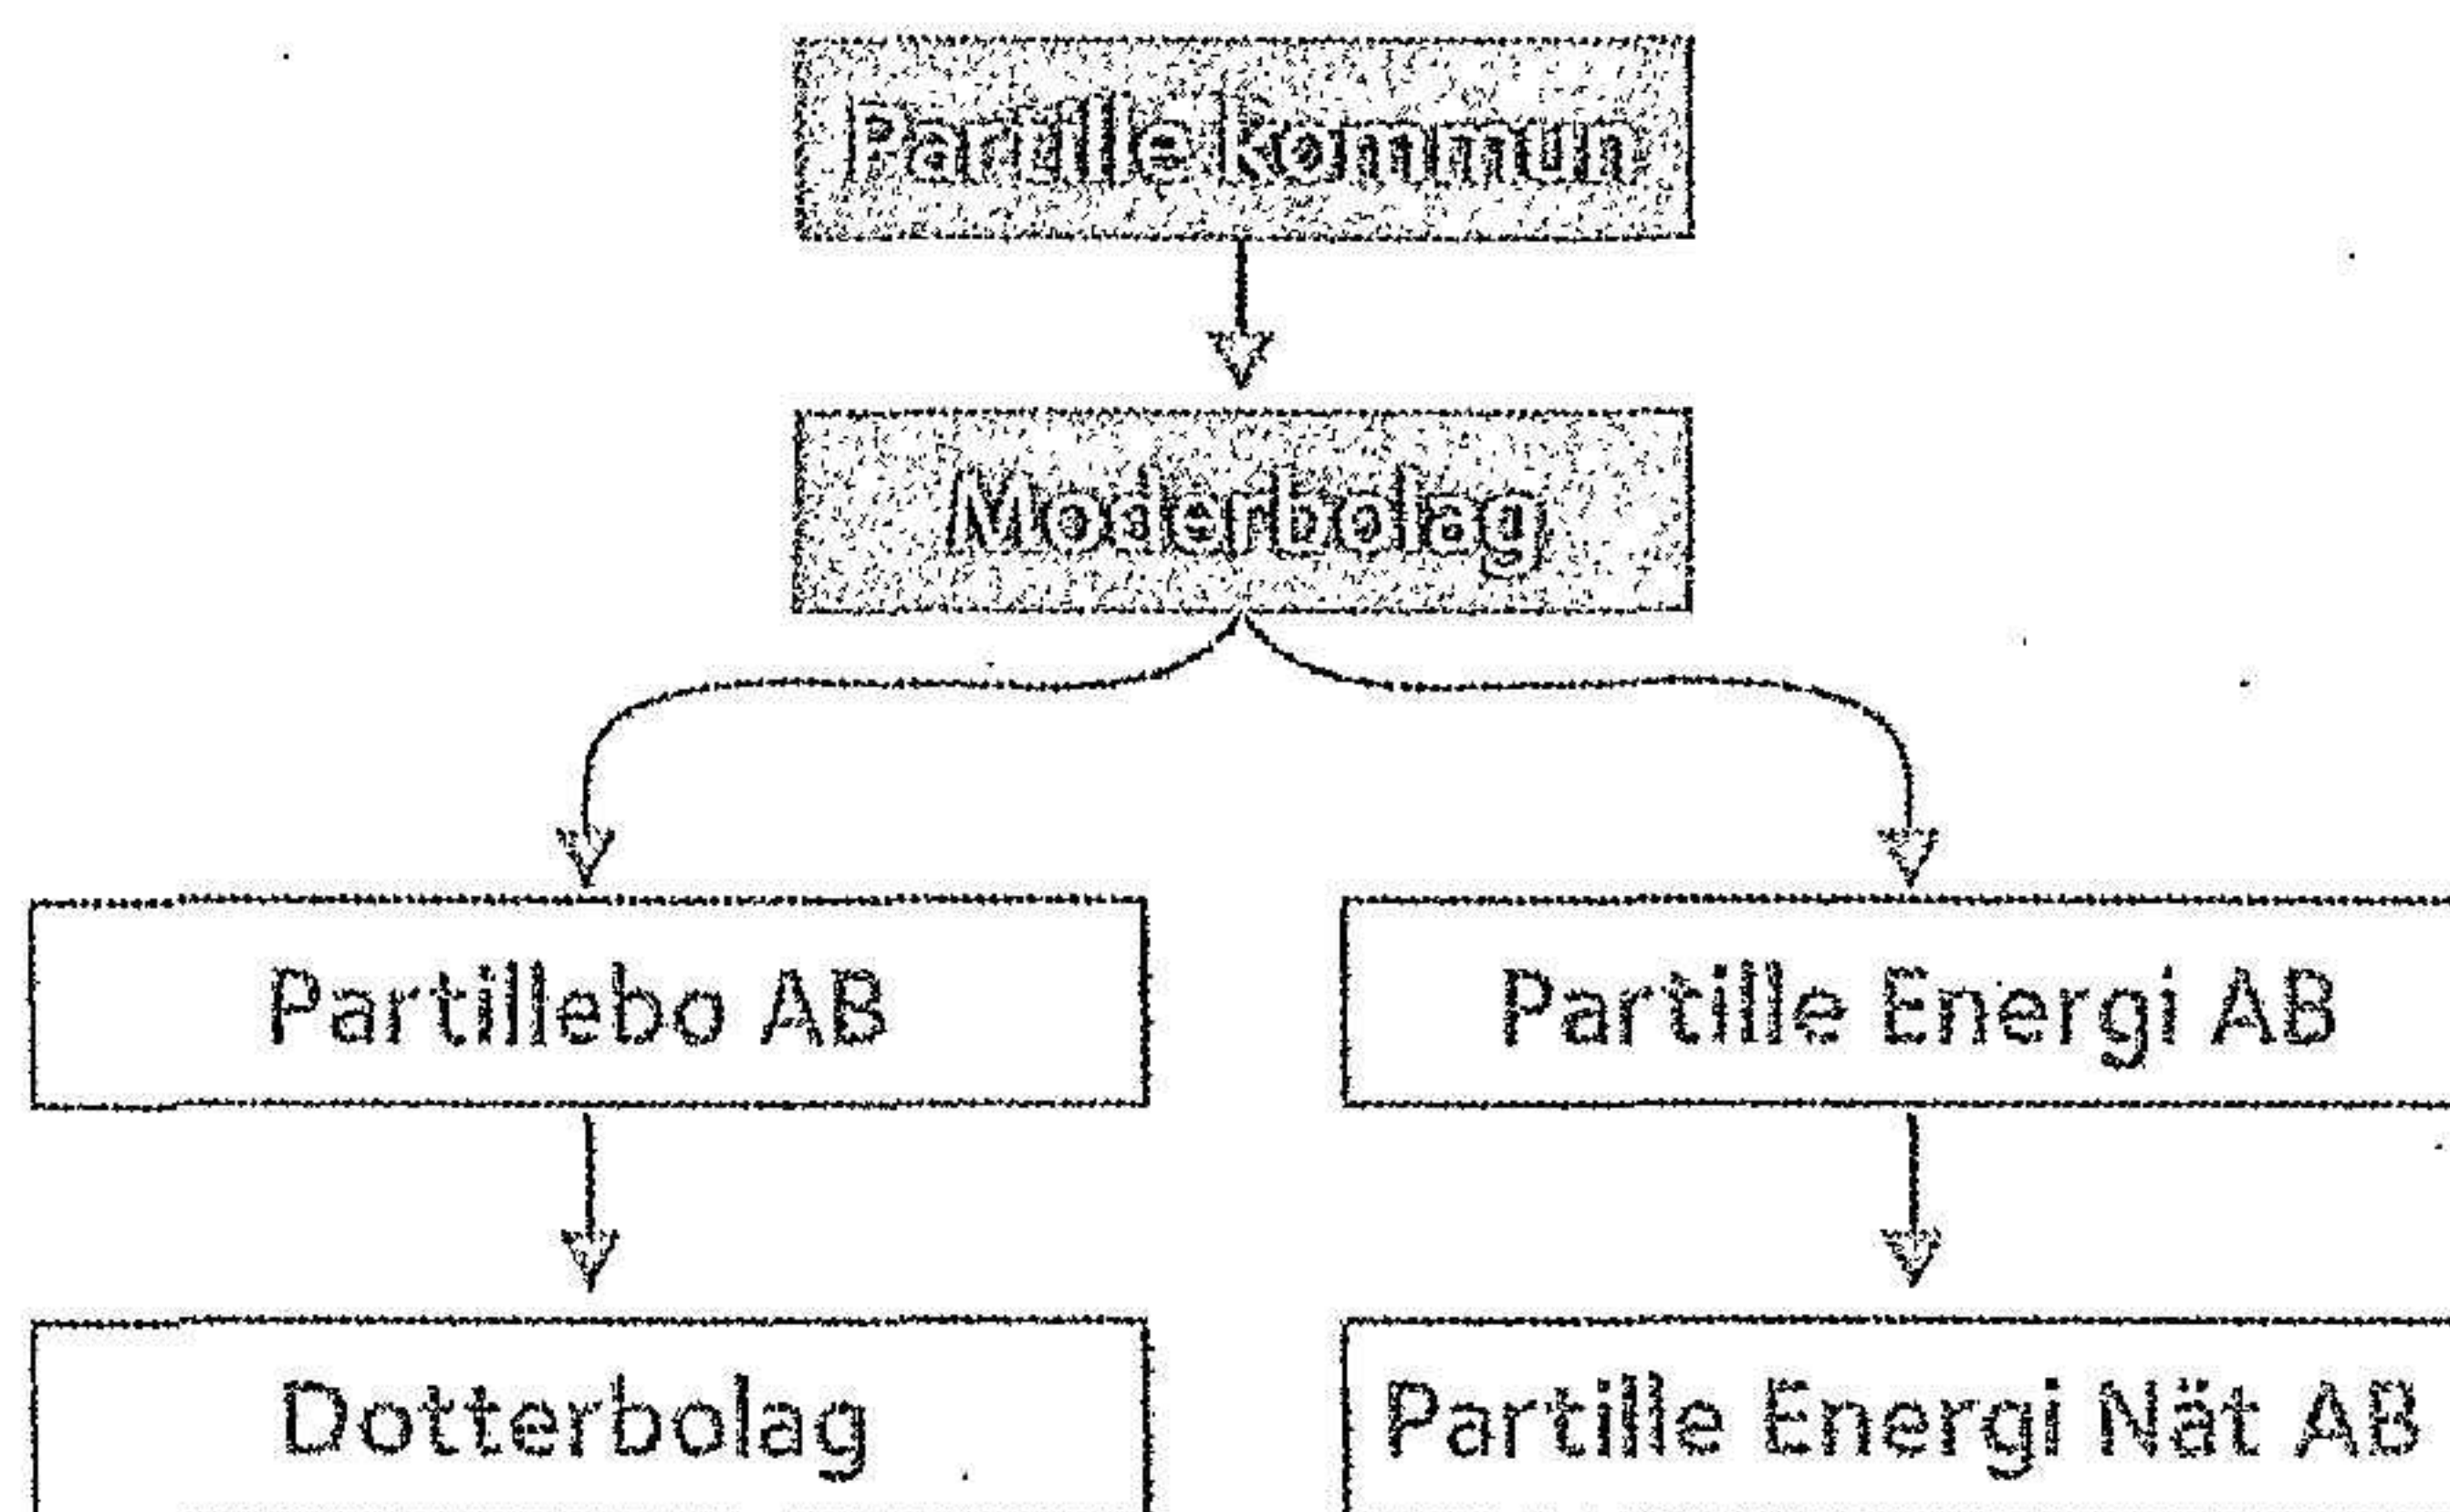 Partille kommun
Moderbolag
Partillebo AB
Partille Energi AB
Dotterbolag
Partille Energi Nät AB